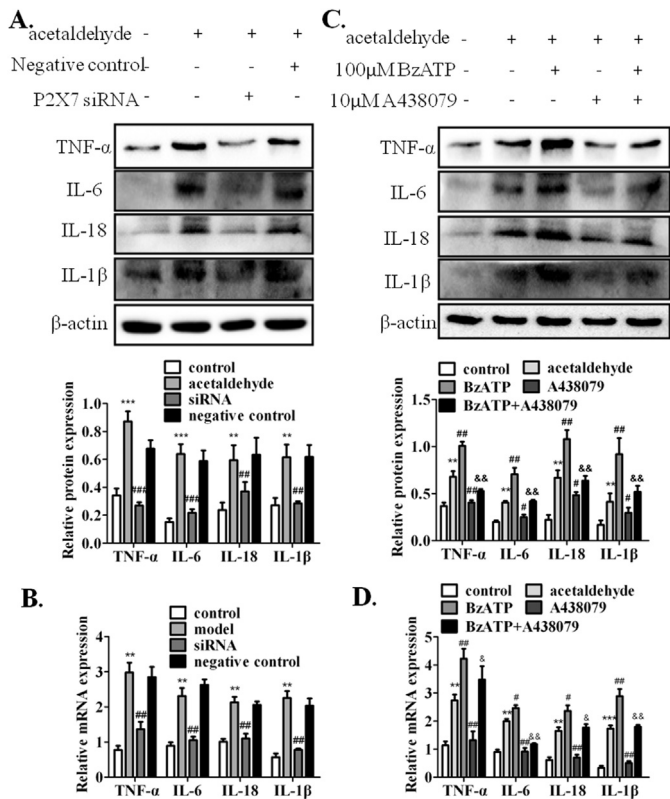 A.
acetaldehyde - + + +
Negative control - - - +
P2X7 siRNA - - + -
TNF-α
IL-6
IL-18
IL-1β
β-actin
control
acetaldehyde
siRNA
negative control
Relative protein expression
1.0
0.8
0.6
0.4
0.2
0.0
*** ### *** ### ** ## ** ##
TNF-α IL-6 IL-18 IL-1β
B.
control
model
siRNA
negative control
Relative mRNA expression
4
3
2
1
0
** ## ** ## ** ## ** ##
TNF-α IL-6 IL-18 IL-1β
C.
acetaldehyde - + + + +
100μM BzATP - - + - +
10μM A438079 - - - + +
TNF-α
IL-6
IL-18
IL-1β
β-actin
control acetaldehyde
BzATP A438079
BzATP+A438079
Relative protein expression
1.5
1.0
0.5
0.0
** ## ## && ** ## # && ** ## # && ** ## # &&
TNF-α IL-6 IL-18 IL-1β
D.
control acetaldehyde
BzATP A438079
BzATP+A438079
Relative mRNA expression
5
4
3
2
1
0
** ## ## & ** # ## && ** # ## & *** ## ## &&
TNF-α IL-6 IL-18 IL-1β